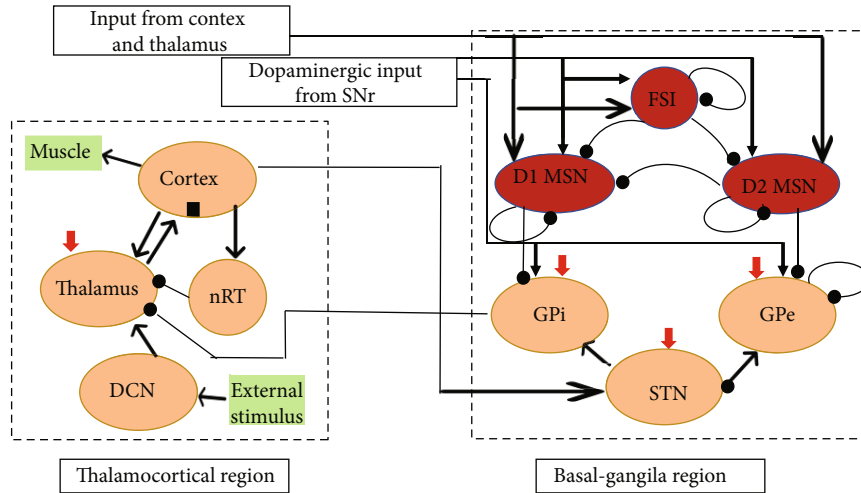 Input from cortex
and thalamus
Dopaminergic input
from SNr
FSI
Muscle
Cortex
D1 MSN
D2 MSN
Thalamus
nRT
GPi
GPe
DCN
External
stimulus
STN
Thalamocortical region
Basal-gangila region